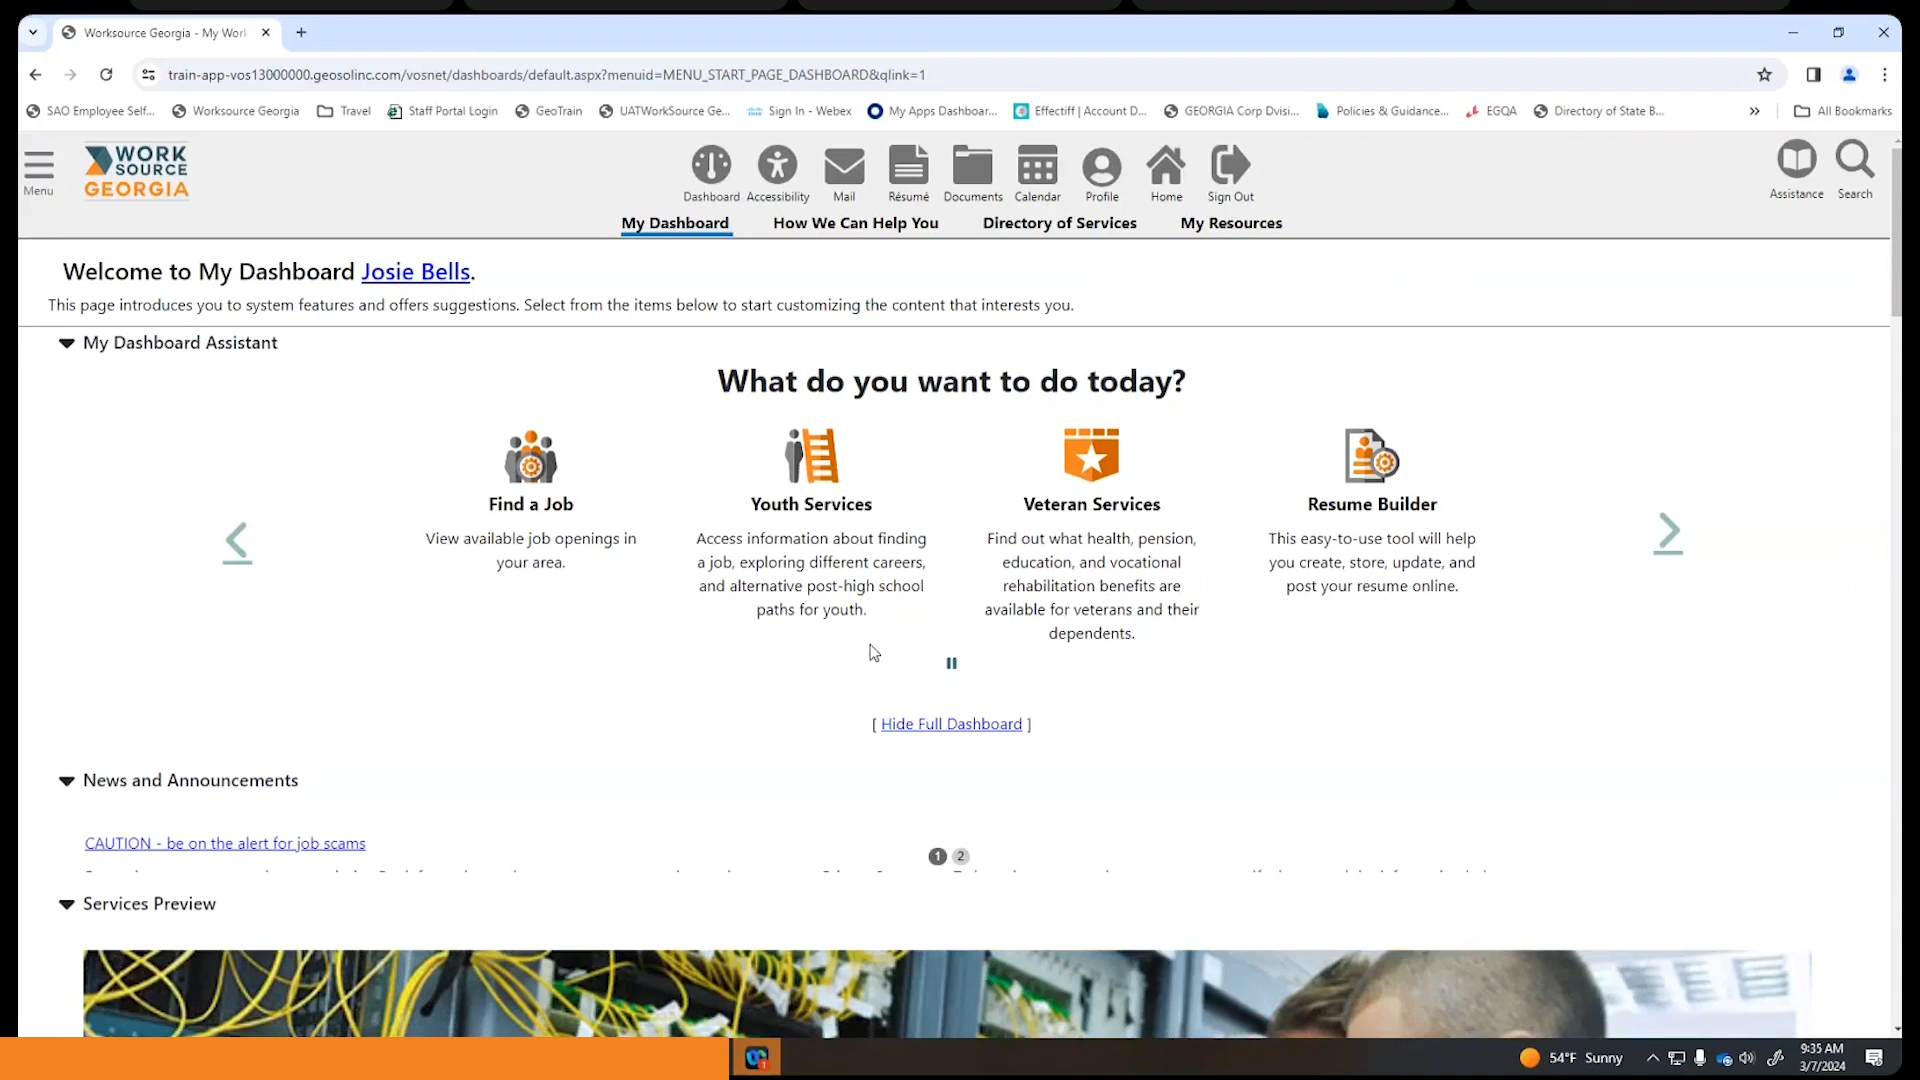 Worksource Georgia - My Wor
train-app-vos13000000.geosolinc.com/vosnet/dashboards/default.aspx?menuid=MENU_START_PAGE_DASHBOARD&qlink=1
SAO Employee Self... Worksource Georgia Travel Staff Portal Login GeoTrain UATWorkSource Ge... Sign In - Webex My Apps Dashboar... Effectiff | Account D... GEORGIA Corp Dvisi... Policies & Guidance... EGQA Directory of State B... All Bookmarks
WORK
SOURCE
GEORGIA
Menu
Dashboard Accessibility Mail Résumé Documents Calendar Profile Home Sign Out Assistance Search
My Dashboard How We Can Help You Directory of Services My Resources
Welcome to My Dashboard Josie Bells.
This page introduces you to system features and offers suggestions. Select from the items below to start customizing the content that interests you.
My Dashboard Assistant
What do you want to do today?
Find a Job
View available job openings in
your area.
Youth Services
Access information about finding
a job, exploring different careers,
and alternative post-high school
paths for youth.
Veteran Services
Find out what health, pension,
education, and vocational
rehabilitation benefits are
available for veterans and their
dependents.
Resume Builder
This easy-to-use tool will help
you create, store, update, and
post your resume online.
[ Hide Full Dashboard ]
News and Announcements
CAUTION - be on the alert for job scams
1 2
Services Preview
54°F Sunny
9:35 AM
3/7/2024